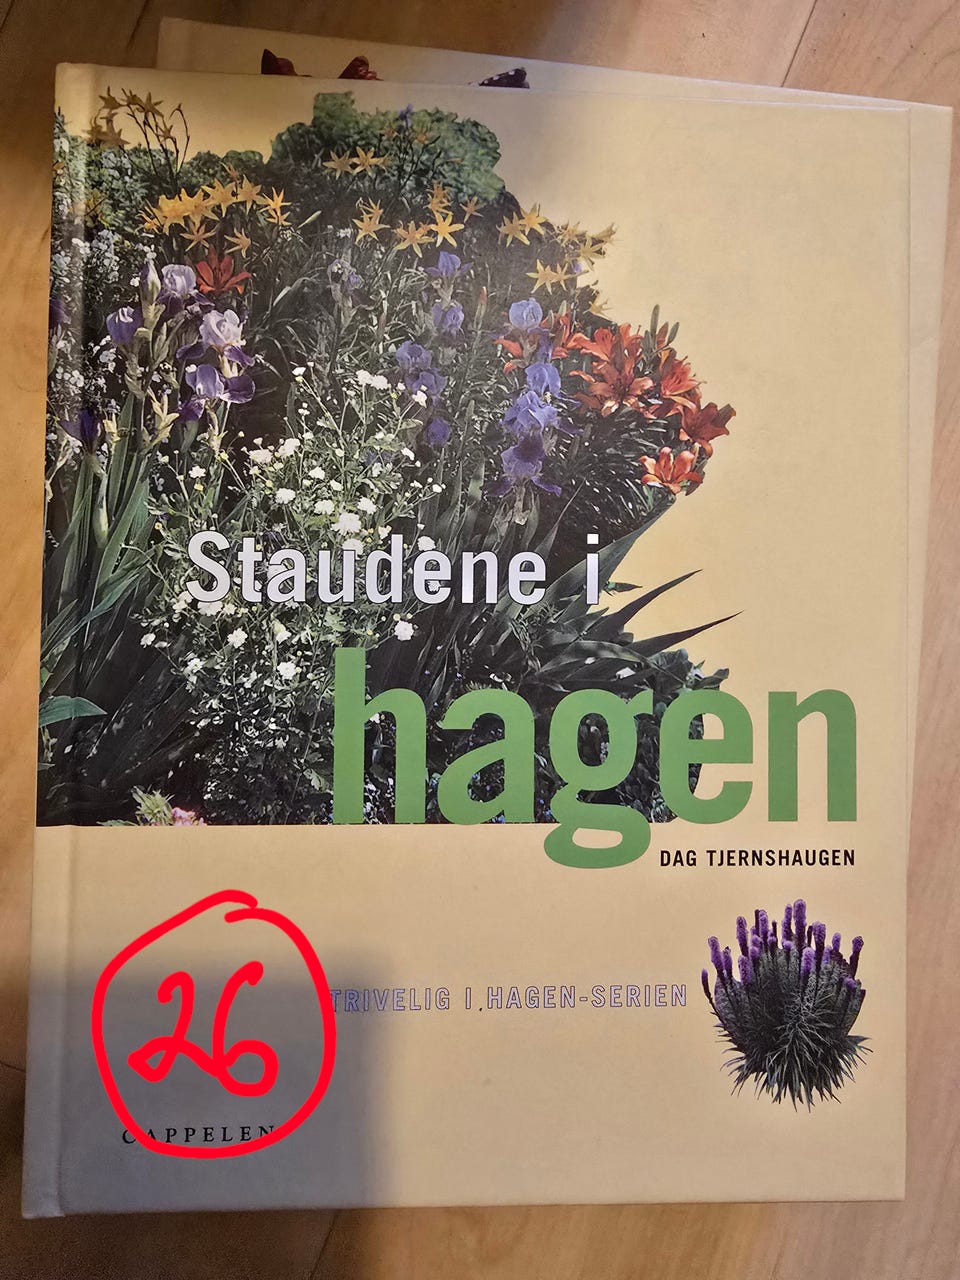 Staudene i
hagen
DAG TJERNSHAUGEN
TRIVELIG I HAGEN-SERIEN
26
CAPPELEN